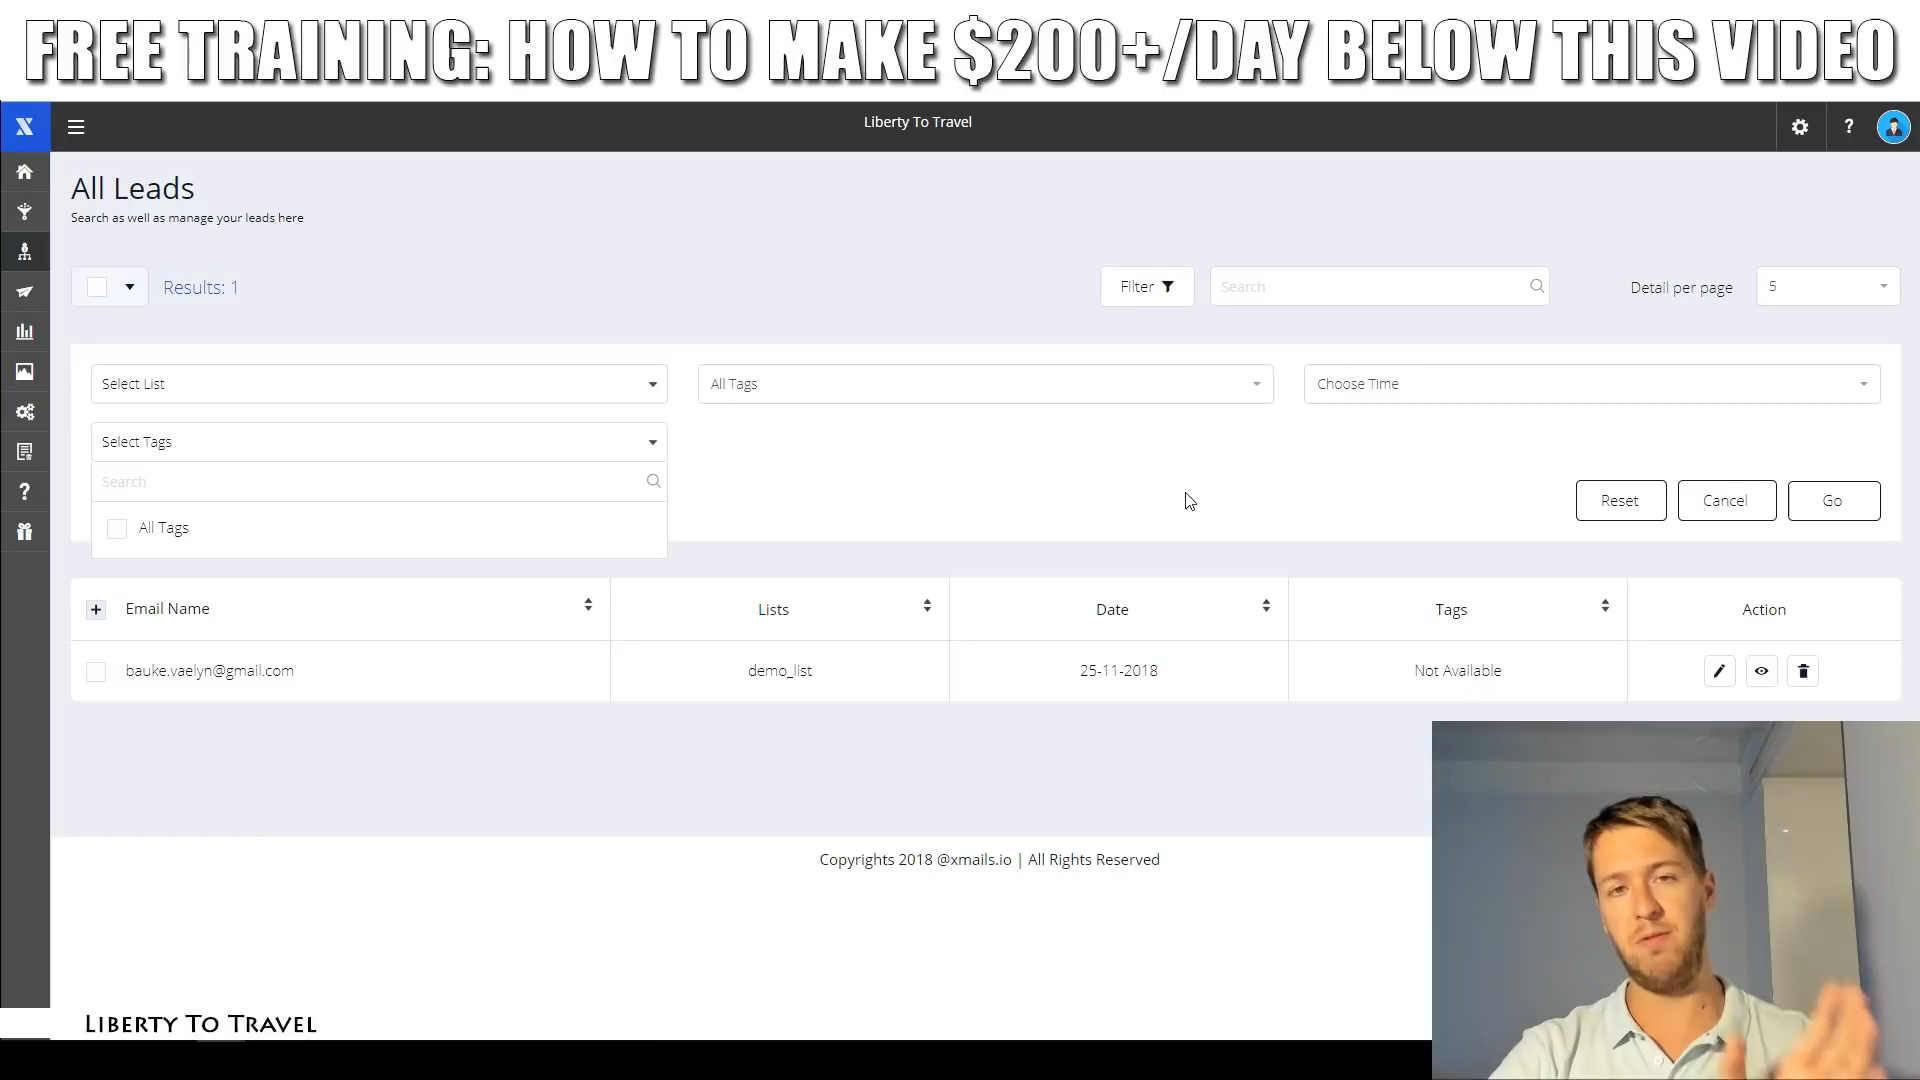 FREE TRAINING: HOW TO MAKE $200+/DAY BELOW THIS VIDEO
Liberty To Travel
?
All Leads
Search as well as manage your leads here
Results: 1
Filter
Search
Detail per page
5
Select List
All Tags
Choose Time
Select Tags
Search
All Tags
Reset
Cancel
Go
?
+ Email Name
Lists
Date
Tags
Action
bauke.vaelyn@gmail.com
demo_list
25-11-2018
Not Available
Copyrights 2018 @xmails.io | All Rights Reserved
LIBERTY TO TRAVEL